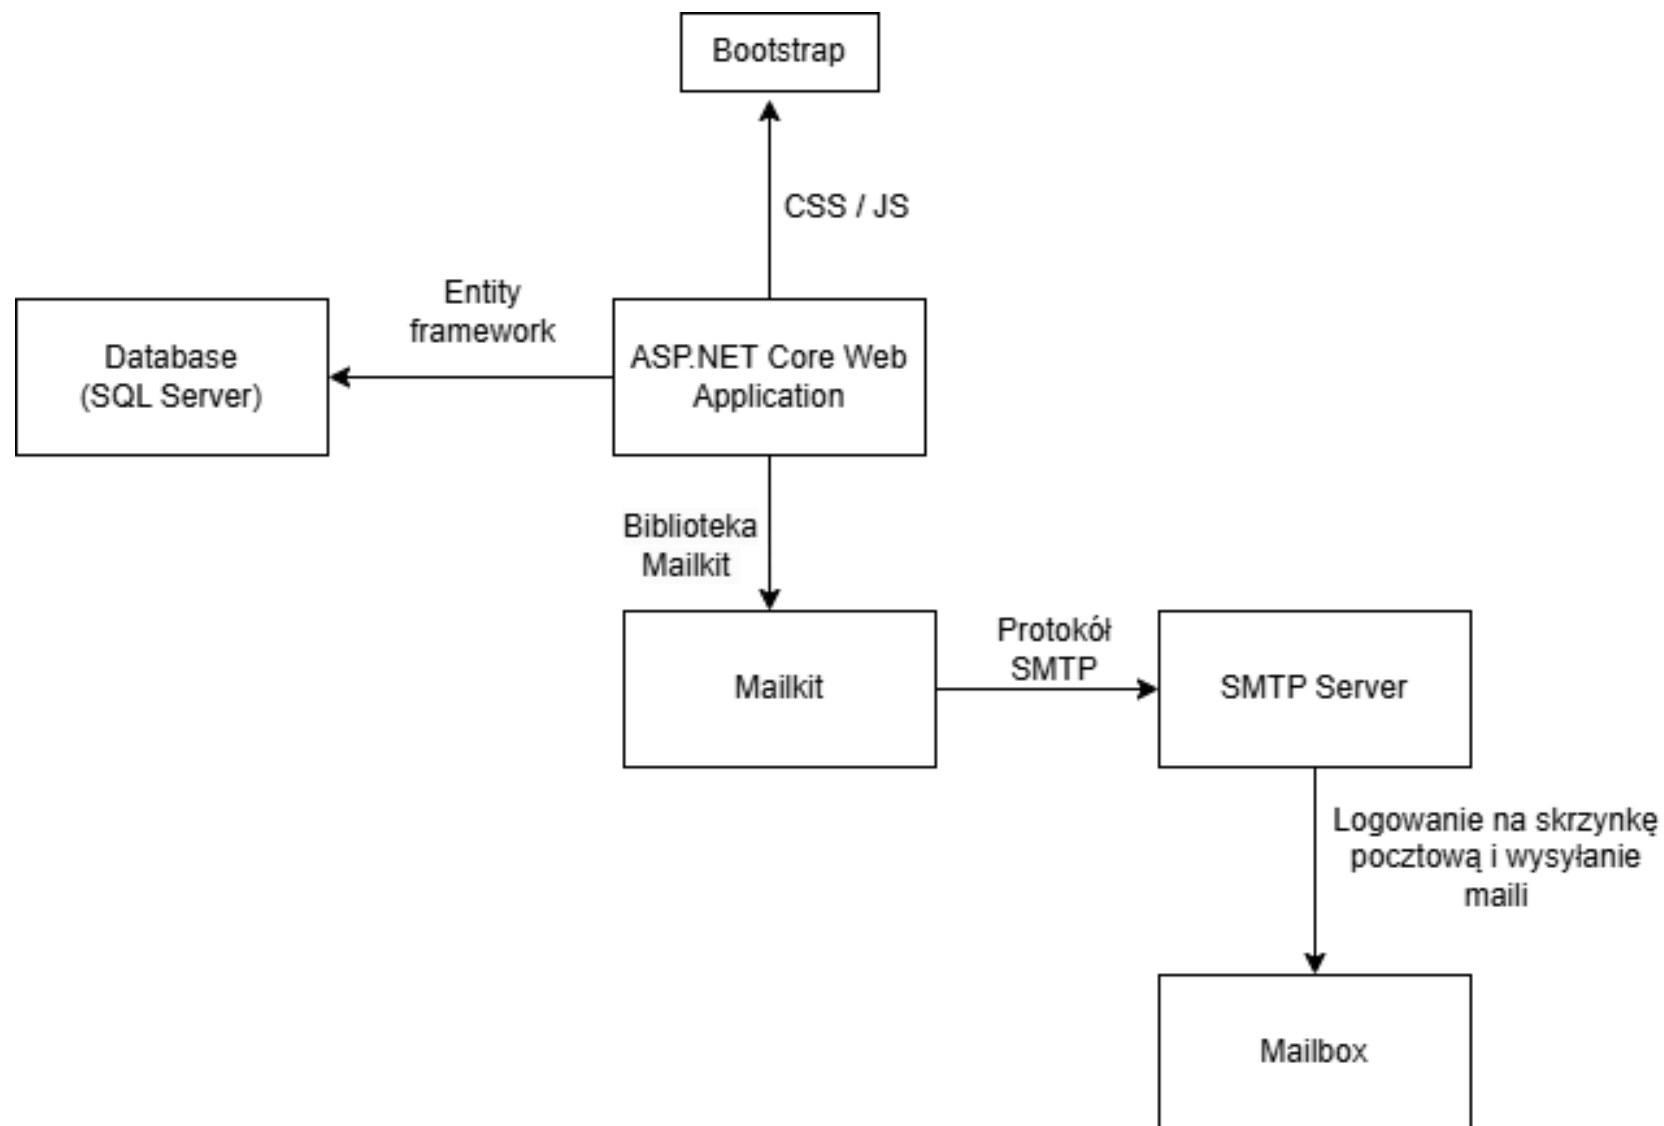 Bootstrap
CSS / JS
Entity
framework
Database
(SQL Server)
ASP.NET Core Web
Application
Biblioteka
Mailkit
Mailkit
Protokół
SMTP
SMTP Server
Logowanie na skrzynkę
pocztową i wysyłanie
maili
Mailbox